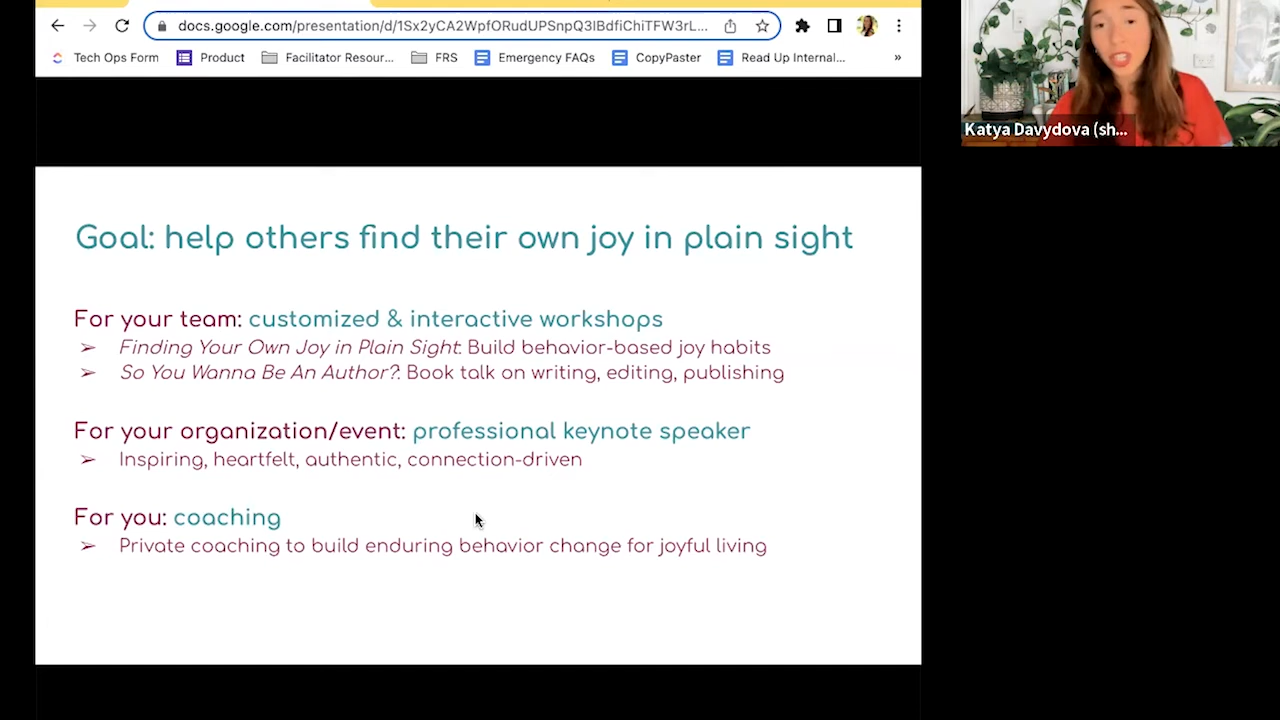 docs.google.com/presentation/d/1Sx2yCA2WpfORudUPSnpQ3IBdfiChiTFW3rL...
Tech Ops Form Product Facilitator Resour... FRS Emergency FAQs CopyPaster Read Up Internal... »
Katya Davydova (sh...
Goal: help others find their own joy in plain sight
For your team: customized & interactive workshops
➢ Finding Your Own Joy in Plain Sight: Build behavior-based joy habits
➢ So You Wanna Be An Author?: Book talk on writing, editing, publishing
For your organization/event: professional keynote speaker
➢ Inspiring, heartfelt, authentic, connection-driven
For you: coaching
➢ Private coaching to build enduring behavior change for joyful living